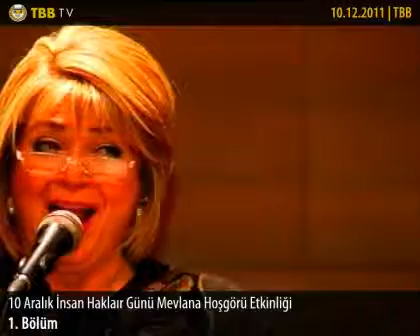 TBB TV
10.12.2011 | TBB
10 Aralık İnsan Haklaır Günü Mevlana Hoşgörü Etkinliği
1. Bölüm